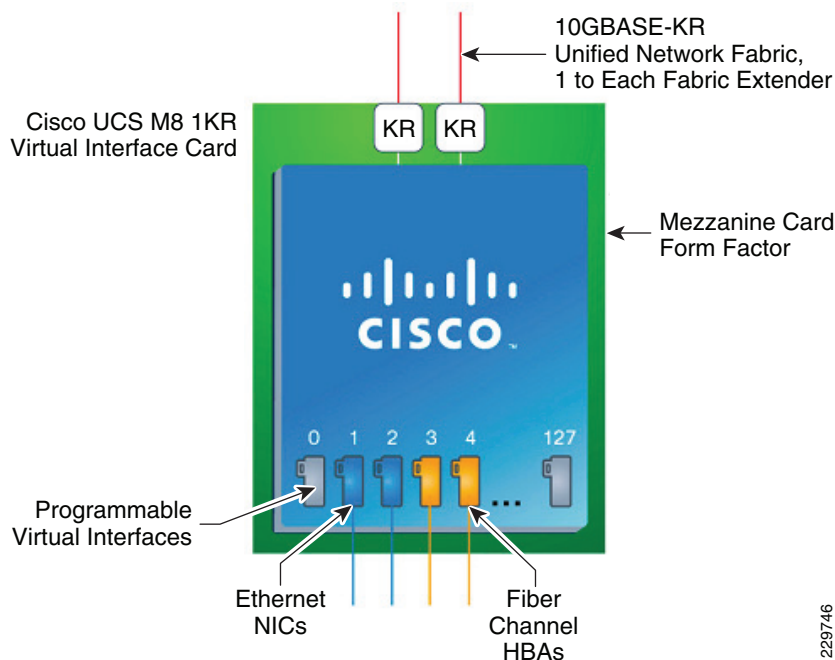 10GBASE-KR
Unified Network Fabric,
1 to Each Fabric Extender
Cisco UCS M8 1KR
Virtual Interface Card
KR KR
Mezzanine Card
Form Factor
CISCO™
0 1 2 3 4 127
...
Programmable
Virtual Interfaces
Ethernet
NICs
Fiber
Channel
HBAs
229746